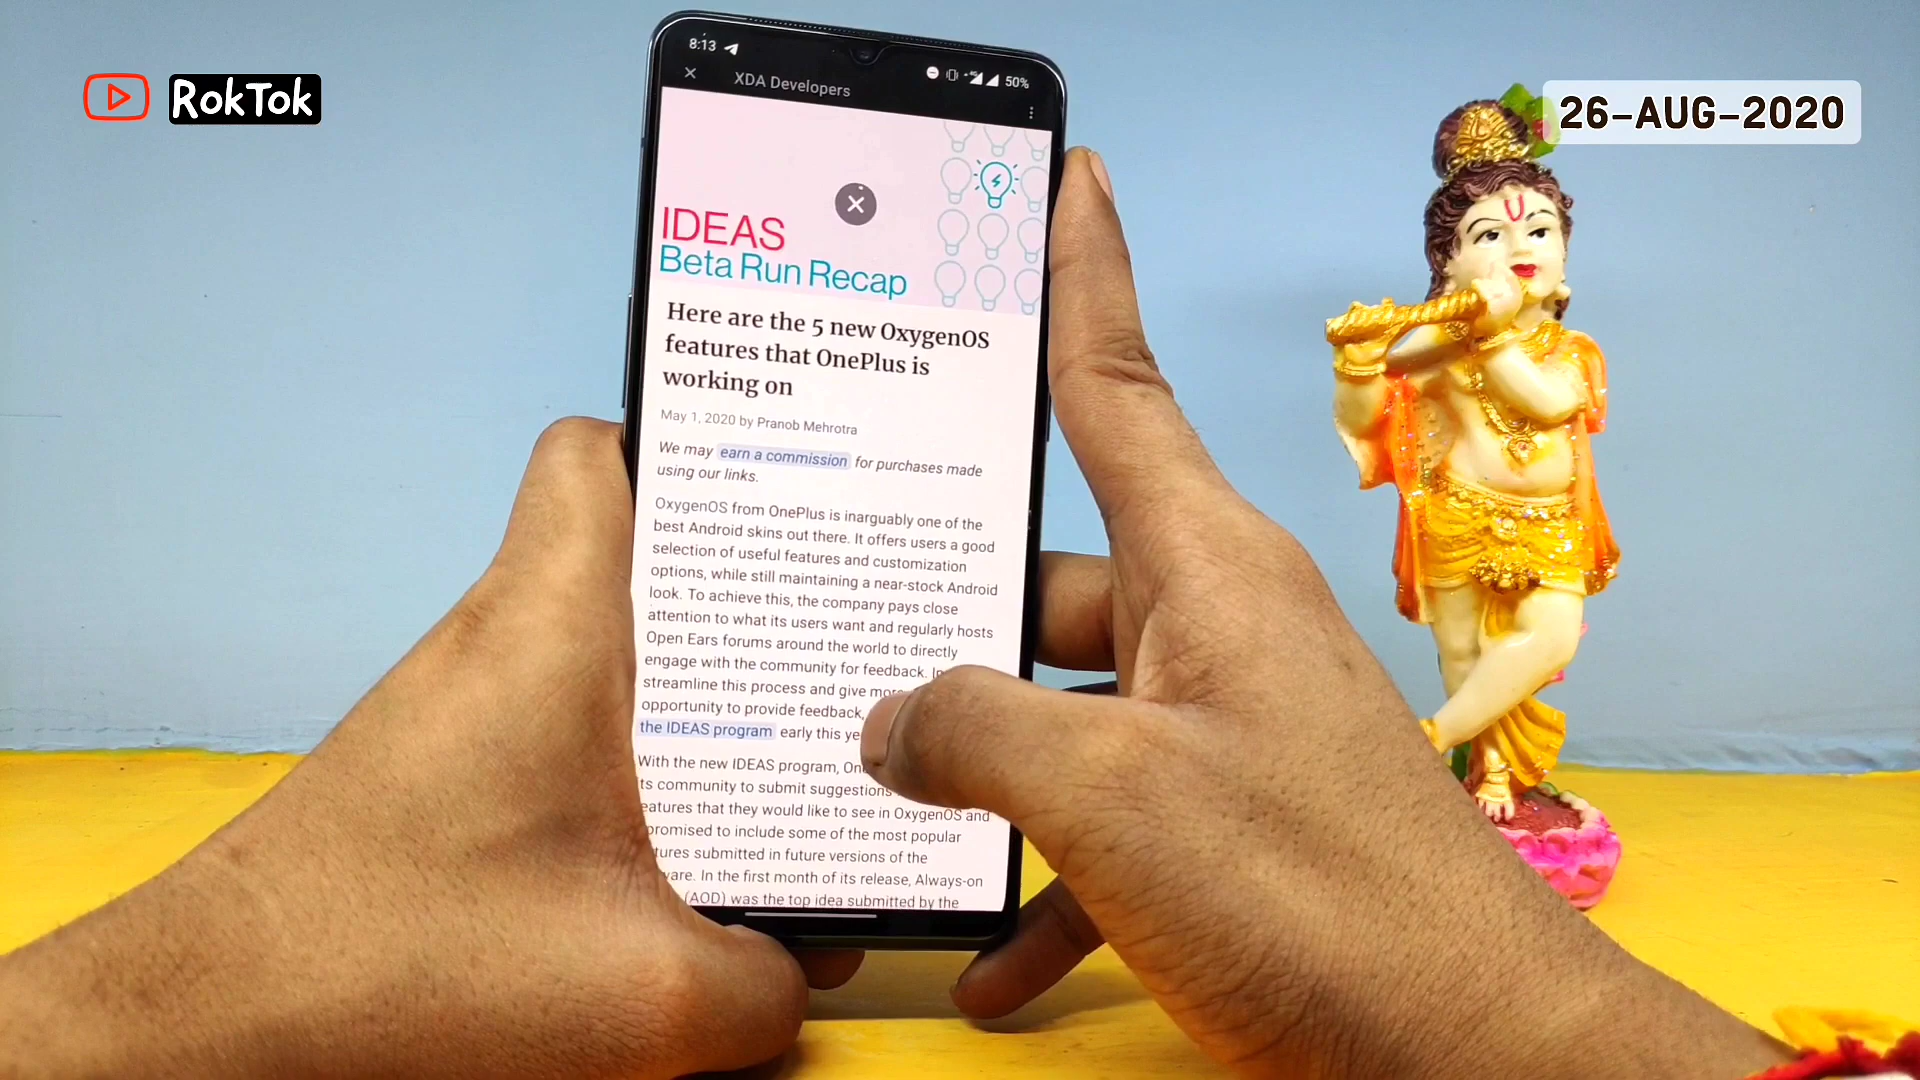 RokTok
26-AUG-2020
8:13
50%
XDA Developers
IDEAS
Beta Run Recap
Here are the 5 new OxygenOS
features that OnePlus is
working on
May 1, 2020 by Pranob Mehrotra
We may earn a commission for purchases made
using our links.
OxygenOS from OnePlus is inarguably one of the
best Android skins out there. It offers users a good
selection of useful features and customization
options, while still maintaining a near-stock Android
look. To achieve this, the company pays close
attention to what its users want and regularly hosts
Open Ears forums around the world to directly
engage with the community for feedback.
streamline this process and give
opportunity to provide feedback,
the IDEAS program early this
With the new IDEAS program,
its community to submit suggestions
features that they would like to see in OxygenOS and
promised to include some of the most popular
submitted in future versions of the
In the first month of its release, Always-on
(AOD) was the top idea submitted by the